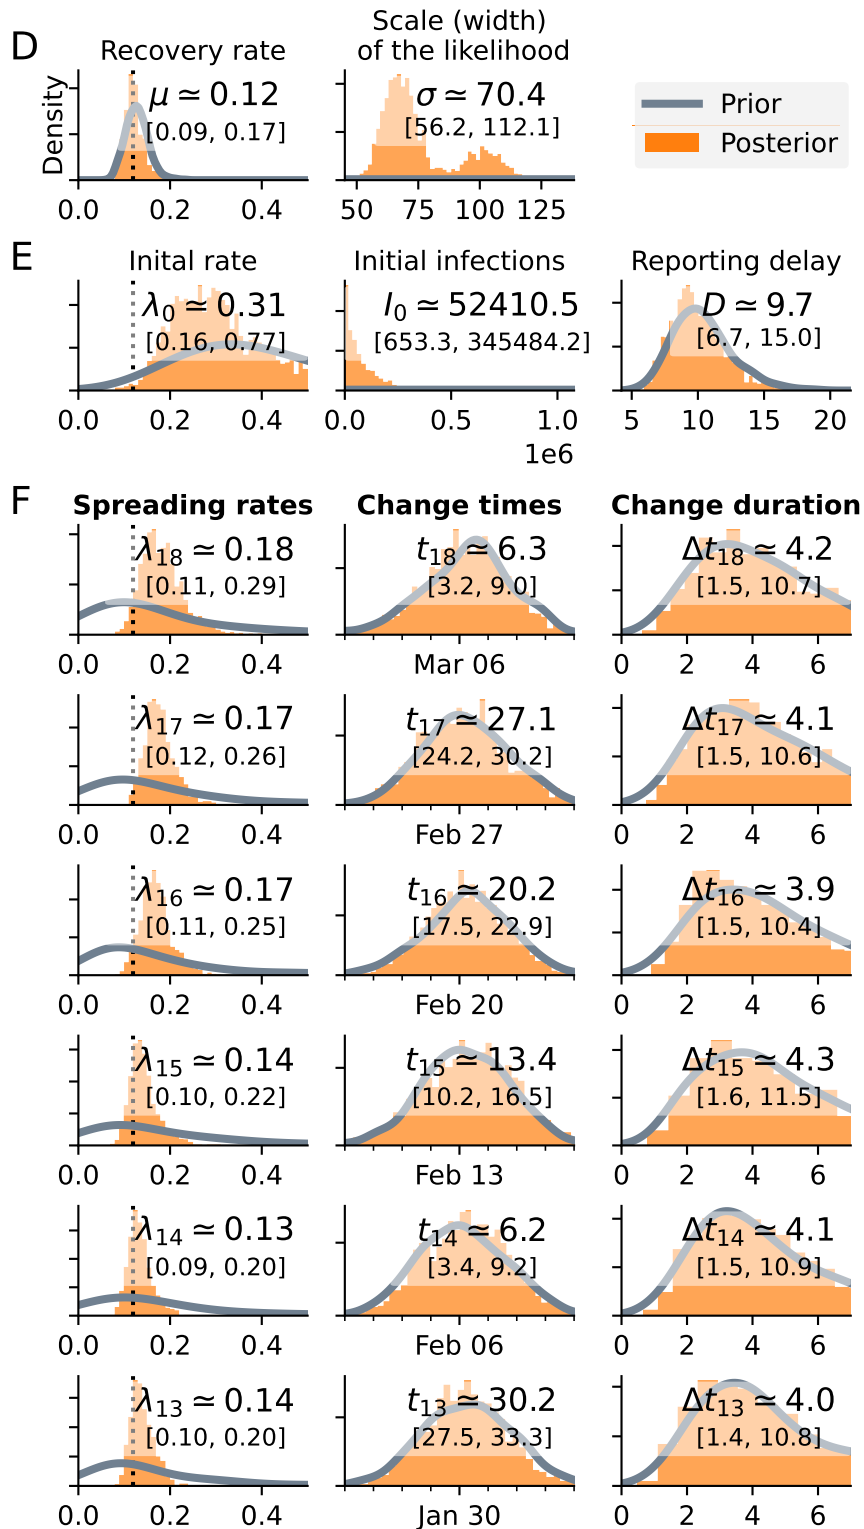 D
Recovery rate
Scale (width)
of the likelihood
Density
μ ≃ 0.12
[0.09, 0.17]
σ ≃ 70.4
[56.2, 112.1]
Prior
Posterior
0.0 0.2 0.4
50 75 100 125
E
Inital rate
Initial infections
Reporting delay
λ0 ≃ 0.31
[0.16, 0.77]
I0 ≃ 52410.5
[653.3, 345484.2]
D ≃ 9.7
[6.7, 15.0]
0.0 0.2 0.4
0.0 0.5 1.0
1e6
5 10 15 20
F
Spreading rates
Change times
Change duration
λ18 ≃ 0.18
[0.11, 0.29]
t18 ≃ 6.3
[3.2, 9.0]
Δt18 ≃ 4.2
[1.5, 10.7]
0.0 0.2 0.4
Mar 06
0 2 4 6
λ17 ≃ 0.17
[0.12, 0.26]
t17 ≃ 27.1
[24.2, 30.2]
Δt17 ≃ 4.1
[1.5, 10.6]
0.0 0.2 0.4
Feb 27
0 2 4 6
λ16 ≃ 0.17
[0.11, 0.25]
t16 ≃ 20.2
[17.5, 22.9]
Δt16 ≃ 3.9
[1.5, 10.4]
0.0 0.2 0.4
Feb 20
0 2 4 6
λ15 ≃ 0.14
[0.10, 0.22]
t15 ≃ 13.4
[10.2, 16.5]
Δt15 ≃ 4.3
[1.6, 11.5]
0.0 0.2 0.4
Feb 13
0 2 4 6
λ14 ≃ 0.13
[0.09, 0.20]
t14 ≃ 6.2
[3.4, 9.2]
Δt14 ≃ 4.1
[1.5, 10.9]
0.0 0.2 0.4
Feb 06
0 2 4 6
λ13 ≃ 0.14
[0.10, 0.20]
t13 ≃ 30.2
[27.5, 33.3]
Δt13 ≃ 4.0
[1.4, 10.8]
0.0 0.2 0.4
Jan 30
0 2 4 6